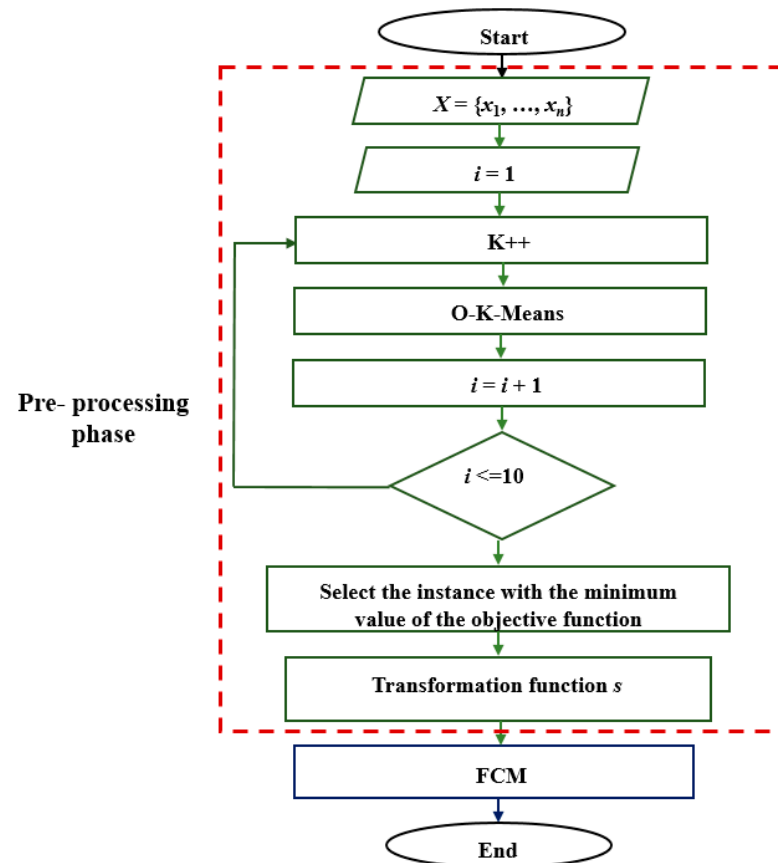 Start
X = {x₁, …, xₙ}
i = 1
K++
O-K-Means
i = i + 1
Pre- processing
phase
i <=10
Select the instance with the minimum
value of the objective function
Transformation function s
FCM
End